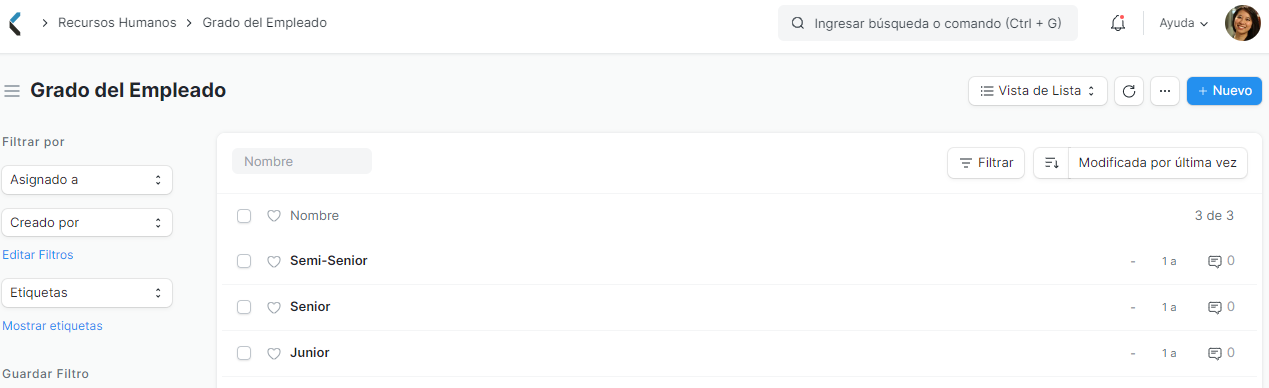 Recursos Humanos Grado del Empleado
Ingresar búsqueda o comando (Ctrl + G)
Ayuda
Grado del Empleado
Vista de Lista
+ Nuevo
Filtrar por
Asignado a
Creado por
Editar Filtros
Etiquetas
Mostrar etiquetas
Guardar Filtro
Nombre
Filtrar
Modificada por última vez
Nombre 3 de 3
Semi-Senior - 1 a 0
Senior - 1 a 0
Junior - 1 a 0